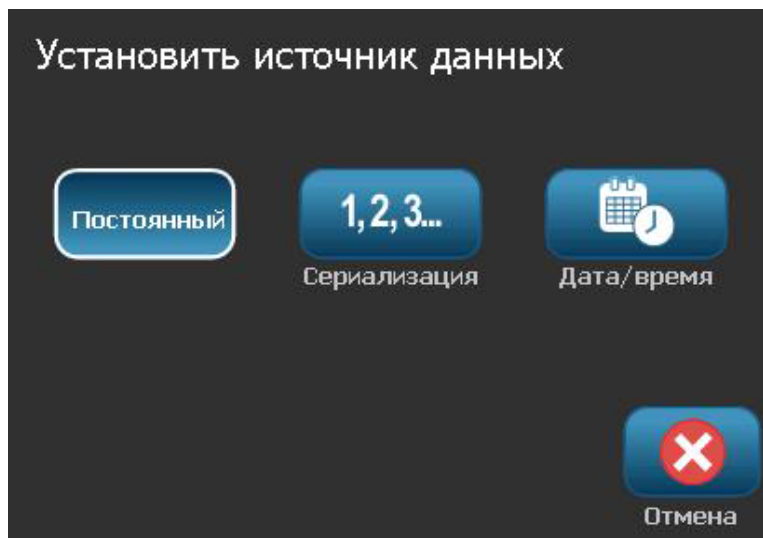 Установить источник данных
Постоянный
1, 2, 3...
Сериализация
Дата/время
Отмена